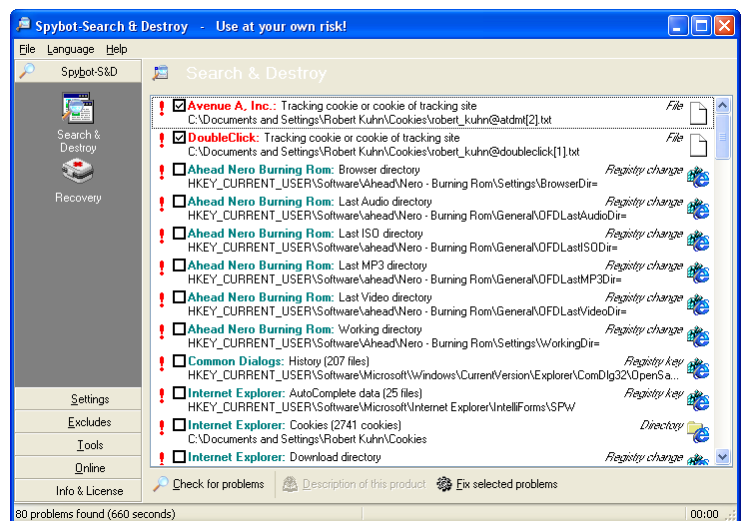 Spybot-Search & Destroy - Use at your own risk!
File Language Help
Spybot-S&D
Search & Destroy
Search & Destroy
Recovery
Avenue A, Inc.: Tracking cookie or cookie of tracking site File
C:\Documents and Settings\Robert Kuhn\Cookies\robert_kuhn@atdmt[2].txt
DoubleClick: Tracking cookie or cookie of tracking site File
C:\Documents and Settings\Robert Kuhn\Cookies\robert_kuhn@doubleclick[1].txt
Ahead Nero Burning Rom: Browser directory Registry change
HKEY_CURRENT_USER\Software\Ahead\Nero - Burning Rom\Settings\BrowserDir=
Ahead Nero Burning Rom: Last Audio directory Registry change
HKEY_CURRENT_USER\Software\Ahead\Nero - Burning Rom\General\OFDLastAudioDir=
Ahead Nero Burning Rom: Last ISO directory Registry change
HKEY_CURRENT_USER\Software\Ahead\Nero - Burning Rom\General\OFDLastISODir=
Ahead Nero Burning Rom: Last MP3 directory Registry change
HKEY_CURRENT_USER\Software\Ahead\Nero - Burning Rom\General\OFDLastMP3Dir=
Ahead Nero Burning Rom: Last Video directory Registry change
HKEY_CURRENT_USER\Software\Ahead\Nero - Burning Rom\General\OFDLastVideoDir=
Ahead Nero Burning Rom: Working directory Registry change
HKEY_CURRENT_USER\Software\Ahead\Nero - Burning Rom\Settings\WorkingDir=
Common Dialogs: History (207 files) Registry key
HKEY_CURRENT_USER\Software\Microsoft\Windows\CurrentVersion\Explorer\ComDlg32\OpenSa...
Internet Explorer: AutoComplete data (25 files) Registry key
HKEY_CURRENT_USER\Software\Microsoft\Internet Explorer\IntelliForms\SPW
Internet Explorer: Cookies (2741 cookies) Directory
C:\Documents and Settings\Robert Kuhn\Cookies
Internet Explorer: Download directory Registry change
Settings
Excludes
Tools
Online
Info & License
Check for problems Description of this product Fix selected problems
80 problems found (660 seconds) 00:00